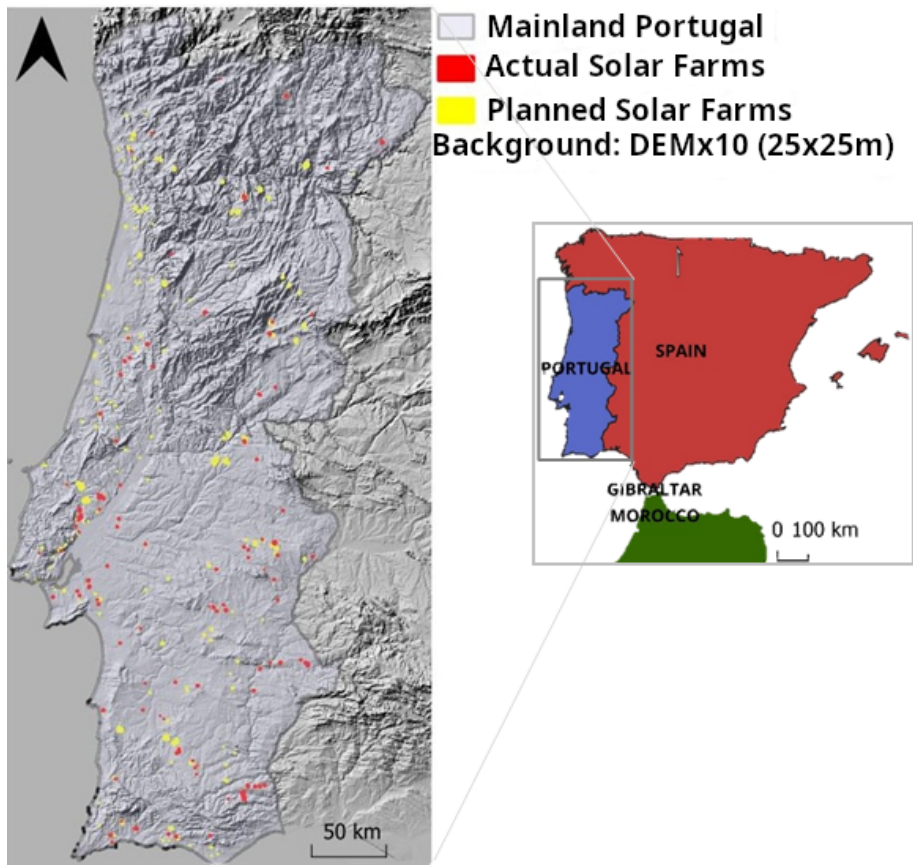 Mainland Portugal
Actual Solar Farms
Planned Solar Farms
Background: DEMx10 (25x25m)
SPAIN
PORTUGAL
GIBRALTAR
MOROCCO
0 100 km
50 km